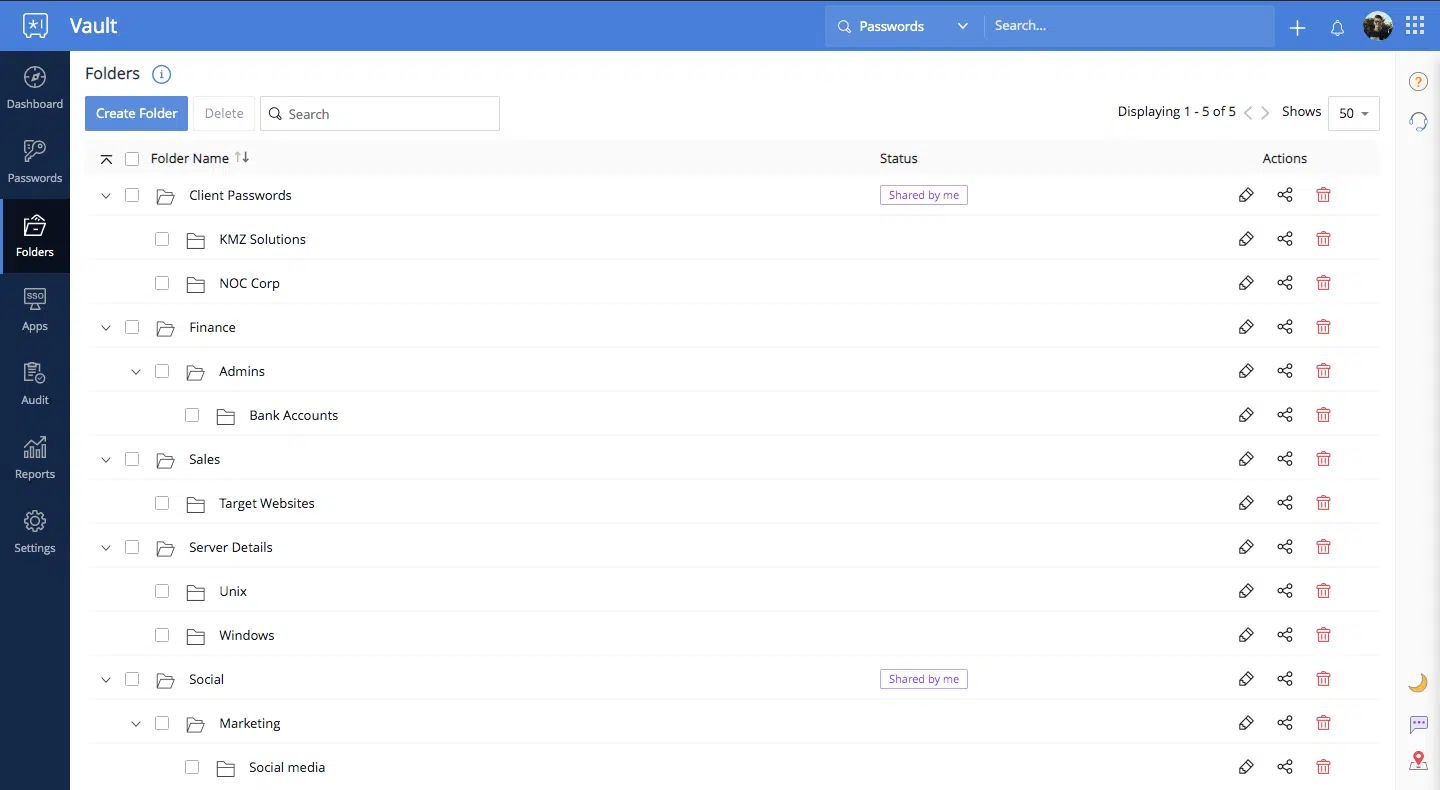 Vault
Passwords Search...
Dashboard
Passwords
Folders
SSO
Apps
Audit
Reports
Settings
Folders i
Create Folder Delete Search Displaying 1 - 5 of 5 Shows 50
Folder Name Status Actions
Client Passwords Shared by me
KMZ Solutions
NOC Corp
Finance
Admins
Bank Accounts
Sales
Target Websites
Server Details
Unix
Windows
Social Shared by me
Marketing
Social media
?